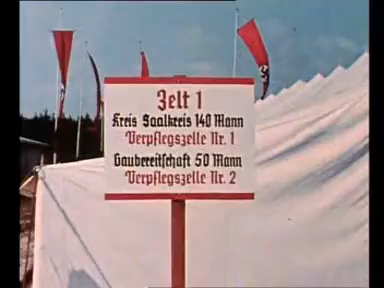 Zelt 1
Kreis Saalkreis 140 Mann
Verpflegszelle Nr. 1
Gaubereitschaft 50 Mann
Verpflegszelle Nr. 2